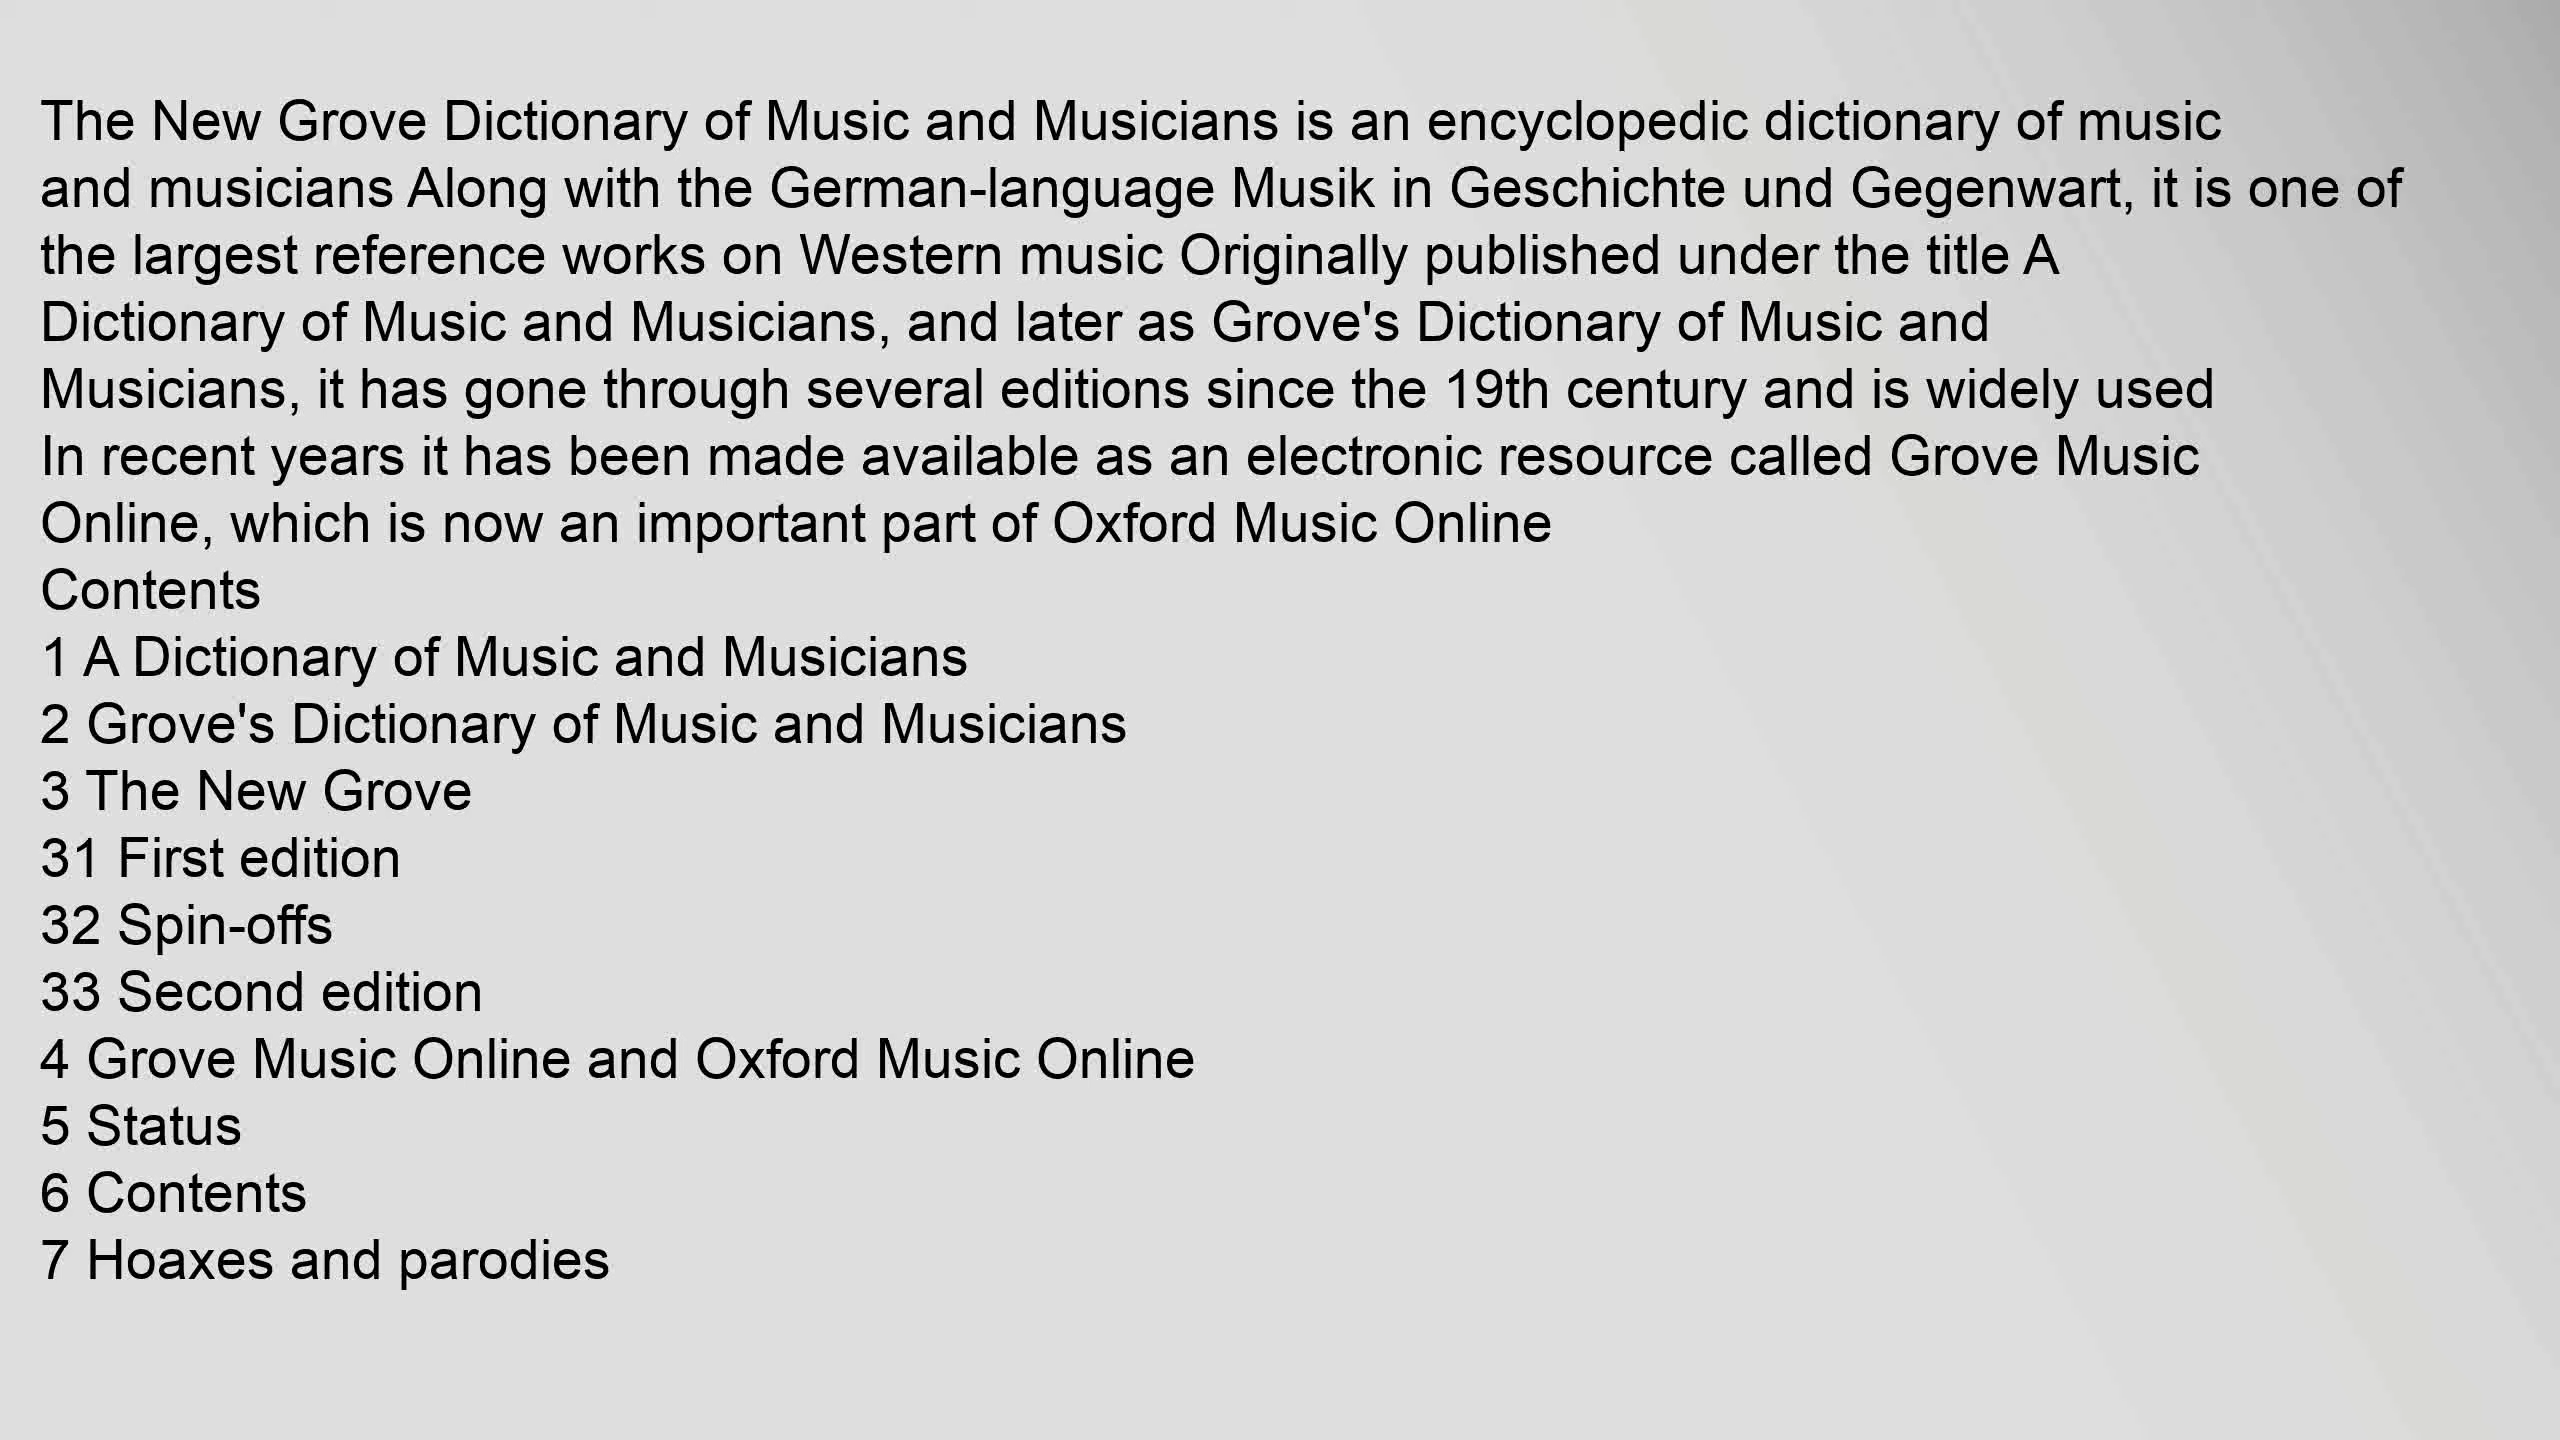 The New Grove Dictionary of Music and Musicians is an encyclopedic dictionary of music
and musicians Along with the German-language Musik in Geschichte und Gegenwart, it is one of
the largest reference works on Western music Originally published under the title A
Dictionary of Music and Musicians, and later as Grove's Dictionary of Music and
Musicians, it has gone through several editions since the 19th century and is widely used
In recent years it has been made available as an electronic resource called Grove Music
Online, which is now an important part of Oxford Music Online
Contents
1 A Dictionary of Music and Musicians
2 Grove's Dictionary of Music and Musicians
3 The New Grove
31 First edition
32 Spin-offs
33 Second edition
4 Grove Music Online and Oxford Music Online
5 Status
6 Contents
7 Hoaxes and parodies